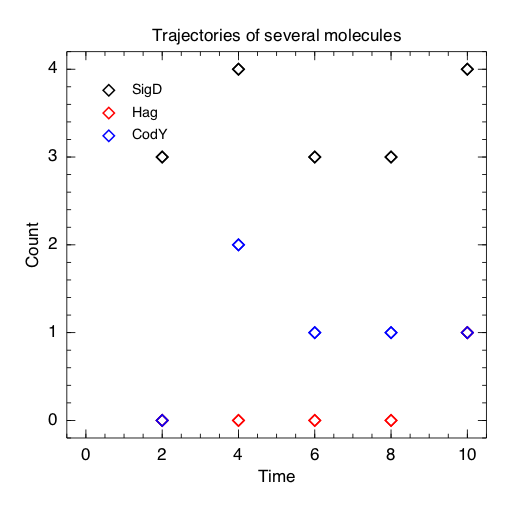 Trajectories of several molecules
4
SigD
Hag
CodY
3
Count
2
1
0
0 2 4 6 8 10
Time